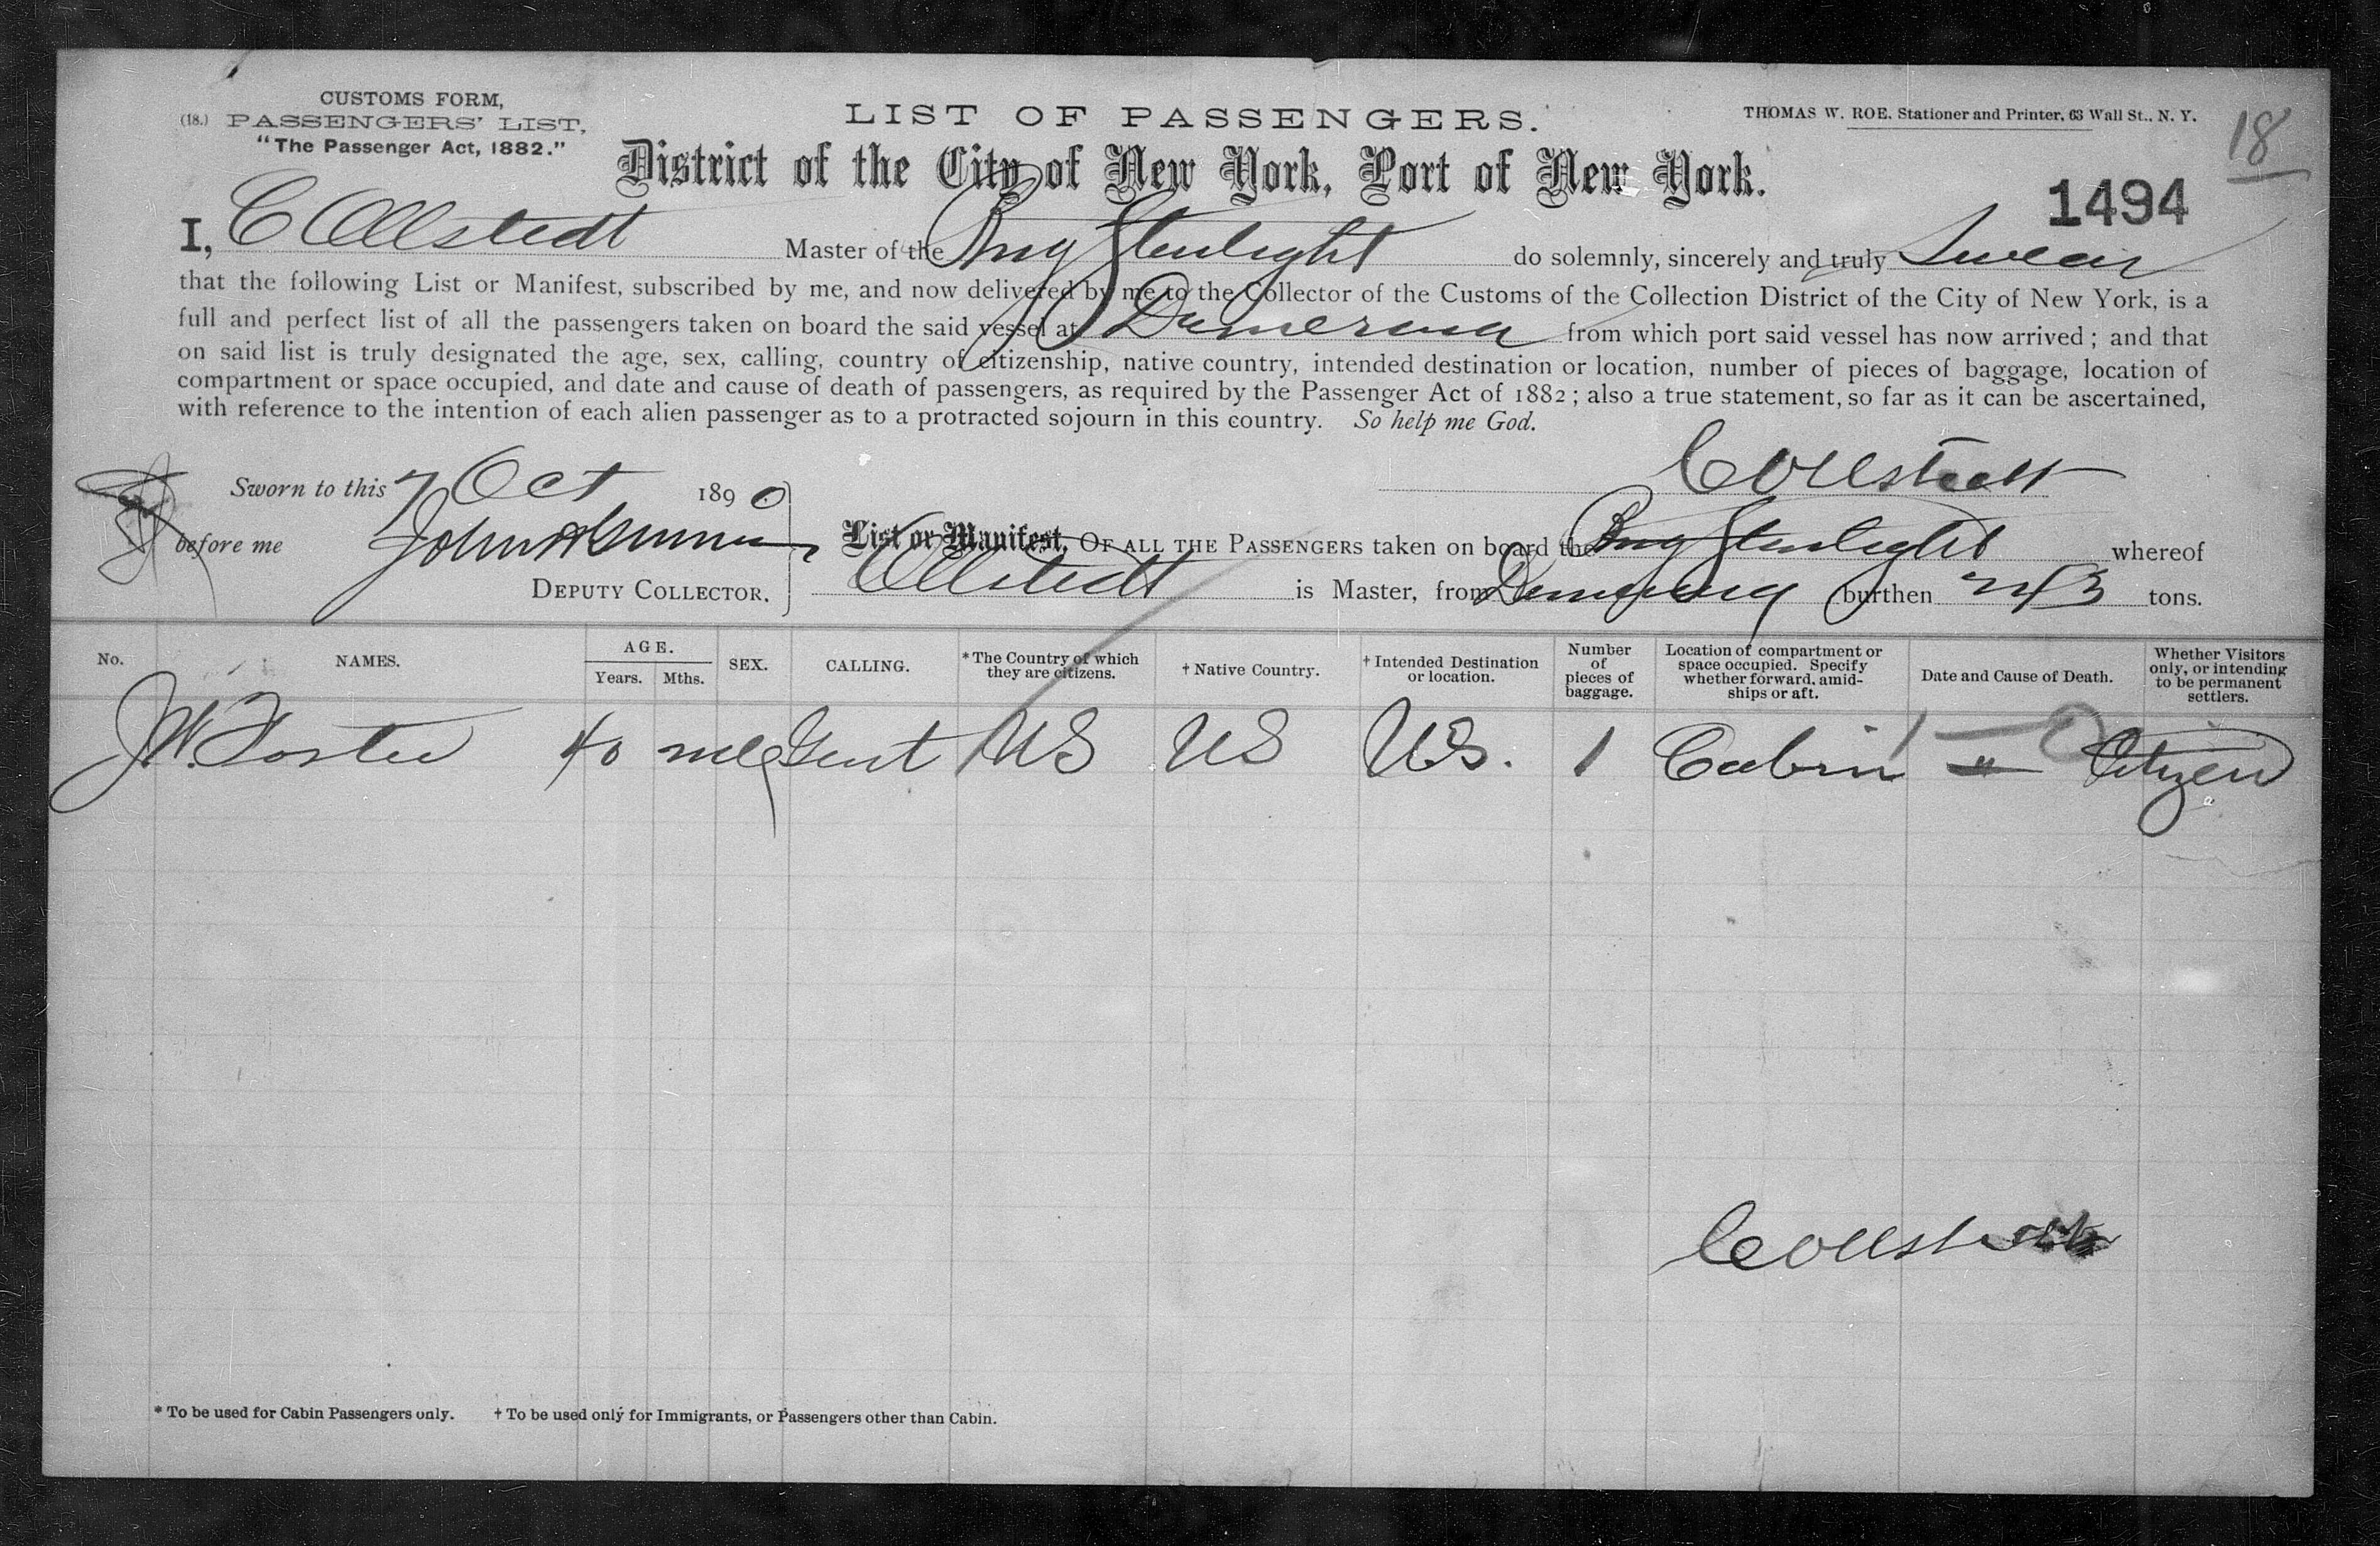 CUSTOMS FORM,
(18.) PASSENGERS' LIST,
"The Passenger Act, 1882."
LIST OF PASSENGERS.
THOMAS W. ROE. Stationer and Printer, 63 Wall St., N. Y.
18
District of the City of New York, Port of New York.
1494
I, C Ollstedt Master of the Brig Starlight do solemnly, sincerely and truly Swear
that the following List or Manifest, subscribed by me, and now delivered by me to the Collector of the Customs of the Collection District of the City of New York, is a
full and perfect list of all the passengers taken on board the said vessel at Demerara from which port said vessel has now arrived; and that
on said list is truly designated the age, sex, calling, country of citizenship, native country, intended destination or location, number of pieces of baggage, location of
compartment or space occupied, and date and cause of death of passengers, as required by the Passenger Act of 1882; also a true statement, so far as it can be ascertained,
with reference to the intention of each alien passenger as to a protracted sojourn in this country. So help me God.
C Ollstedt
Sworn to this 7 Oct 1890
before me John
DEPUTY COLLECTOR.
List or Manifest, OF ALL THE PASSENGERS taken on board the Brig Starlight whereof
Ollstedt is Master, from Demerara burthen 243 tons.
No. NAMES. AGE. Years. Mths. SEX. CALLING. *The Country of which they are citizens. †Native Country. †Intended Destination or location. Number of pieces of baggage. Location of compartment or space occupied. Specify whether forward, amidships or aft. Date and Cause of Death. Whether Visitors only, or intending to be permanent settlers.
J.W. Foster 40 Gent US US US. 1 Cabin " Citizen
C Ollstedt
* To be used for Cabin Passengers only. † To be used only for Immigrants, or Passengers other than Cabin.